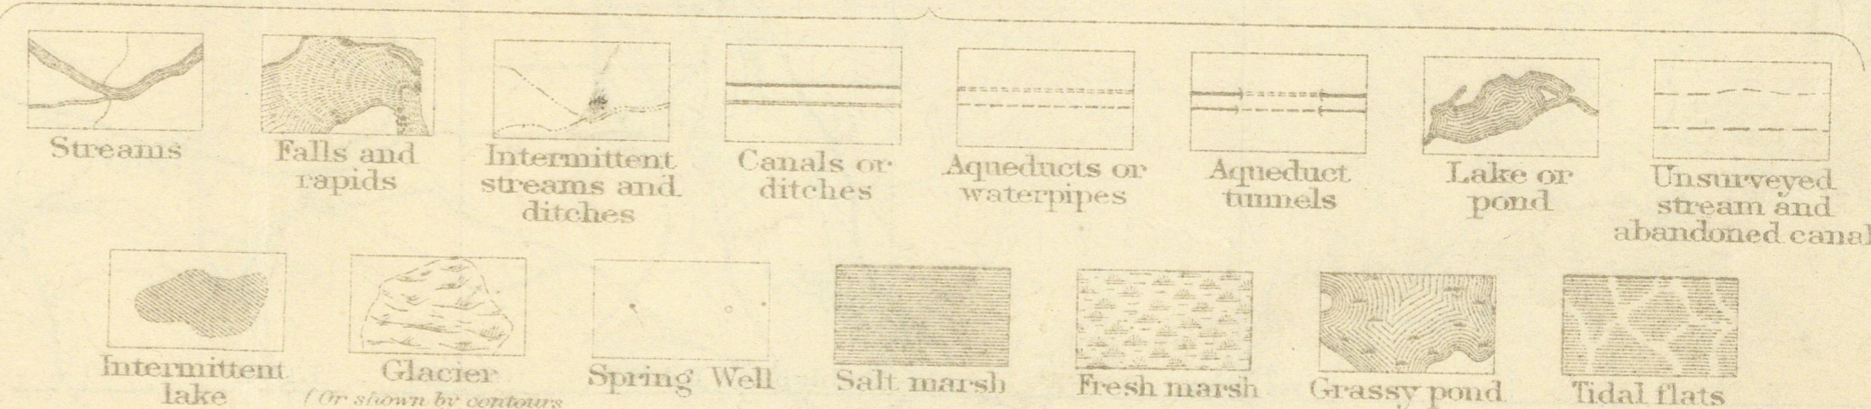 Streams
Falls and
rapids
Intermittent
streams and
ditches
Canals or
ditches
Aqueducts or
waterpipes
Aqueduct
tunnels
Lake or
pond
Unsurveyed
stream and
abandoned canal
Intermittent
lake
Glacier
(Or shown by contours
Spring Well
Salt marsh
Fresh marsh
Grassy pond
Tidal flats